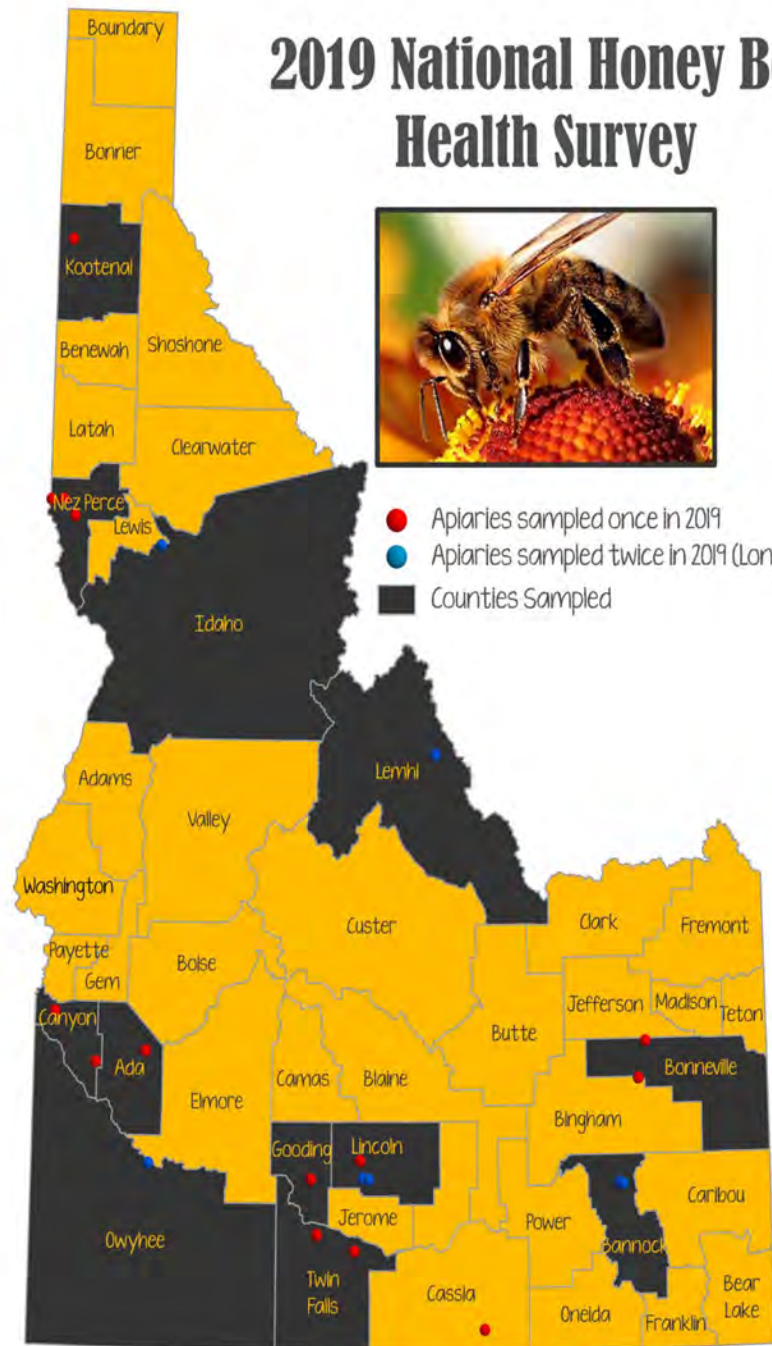 Boundary
2019 National Honey Be
Health Survey
Bonner
Kootenai
Benewah
Shoshone
Latah
Clearwater
Nez Perce
Lewis
Apiaries sampled once in 2019
Apiaries sampled twice in 2019 (Lon
Counties Sampled
Idaho
Lemhi
Adams
Valley
Washington
Custer
Clark
Fremont
Payette
Gem
Boise
Jefferson
Madison
Teton
Canyon
Ada
Butte
Elmore
Camas
Blaine
Bonneville
Bingham
Gooding
Lincoln
Caribou
Jerome
Power
Owyhee
Bannock
Twin
Falls
Cassia
Oneida
Franklin
Bear
Lake